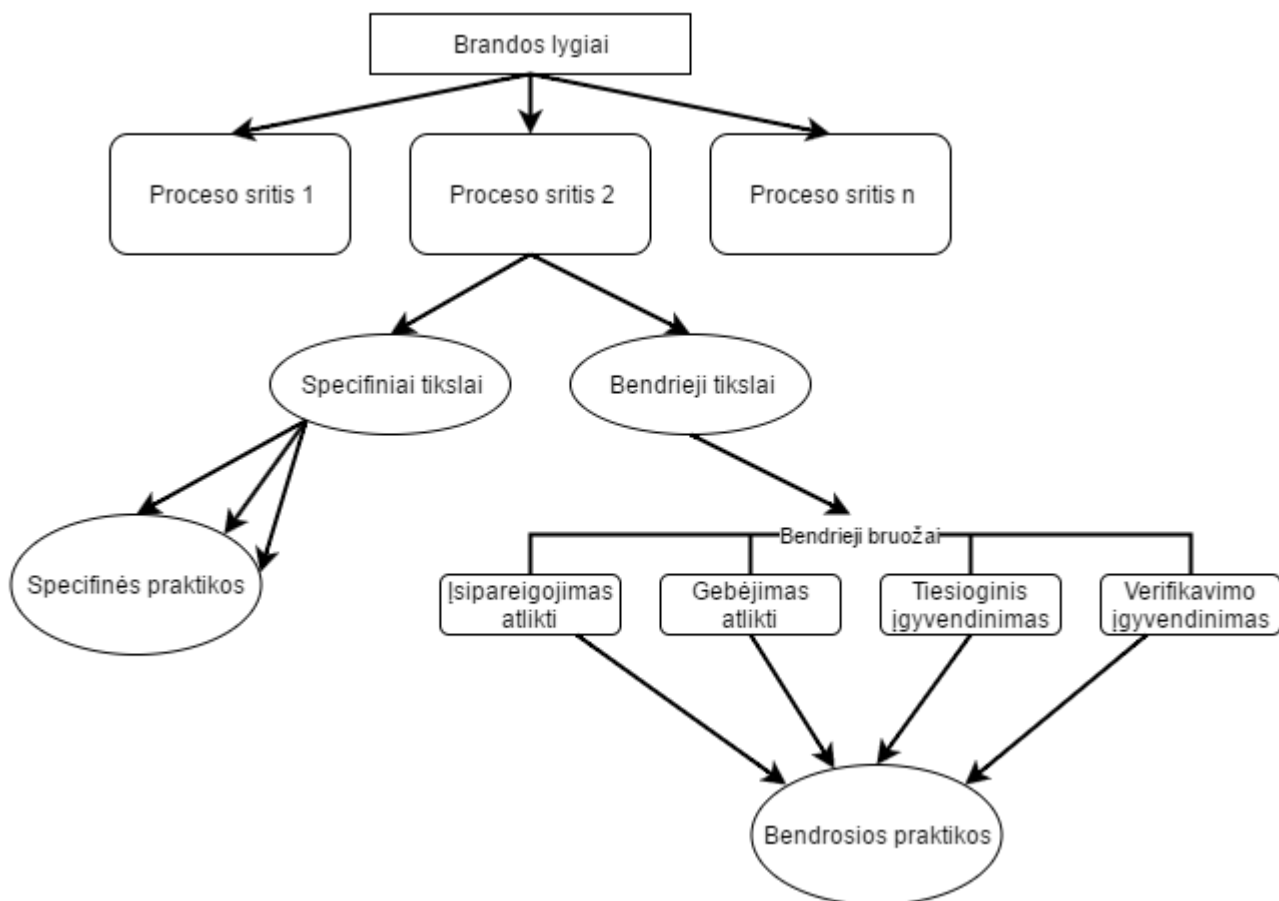 Brandos lygiai
Proceso sritis 1
Proceso sritis 2
Proceso sritis n
Specifiniai tikslai
Bendrieji tikslai
Bendrieji bruožai
Specifinės praktikos
Įsipareigojimas
atlikti
Gebėjimas
atlikti
Tiesioginis
įgyvendinimas
Verifikavimo
įgyvendinimas
Bendrosios praktikos